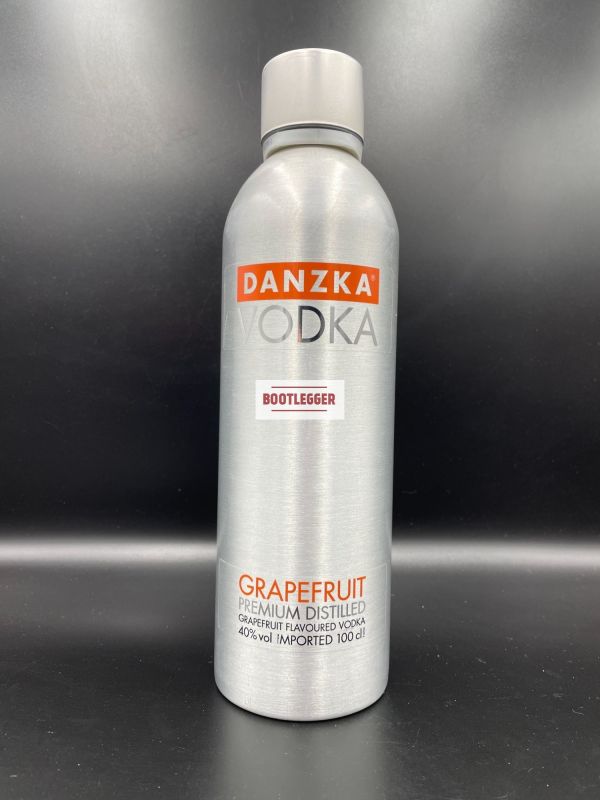 DANZKA®
VODKA
BOOTLEGGER
GRAPEFRUIT
PREMIUM DISTILLED
GRAPEFRUIT FLAVOURED VODKA
40% vol IMPORTED 100 cl